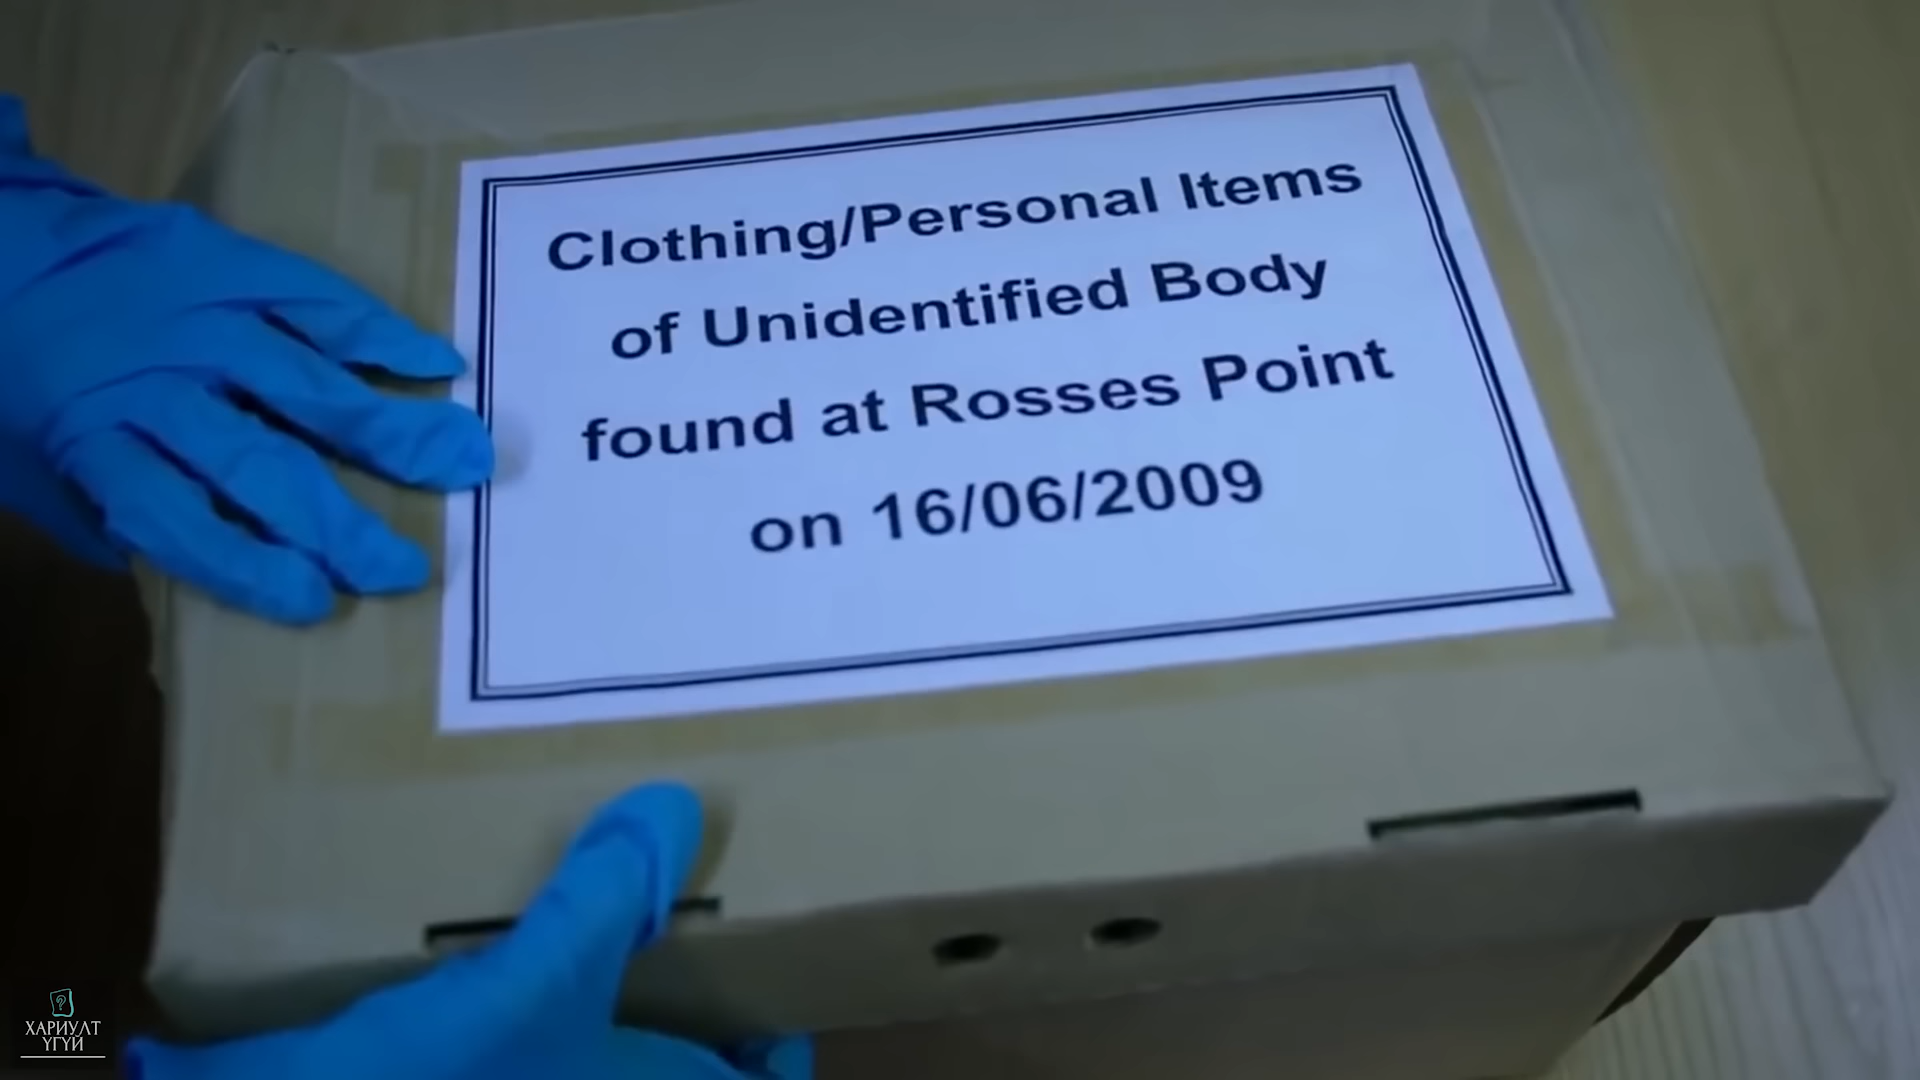 Clothing/Personal Items
of Unidentified Body
found at Rosses Point
on 16/06/2009
ХАРИУЛТ
ҮГҮЙ